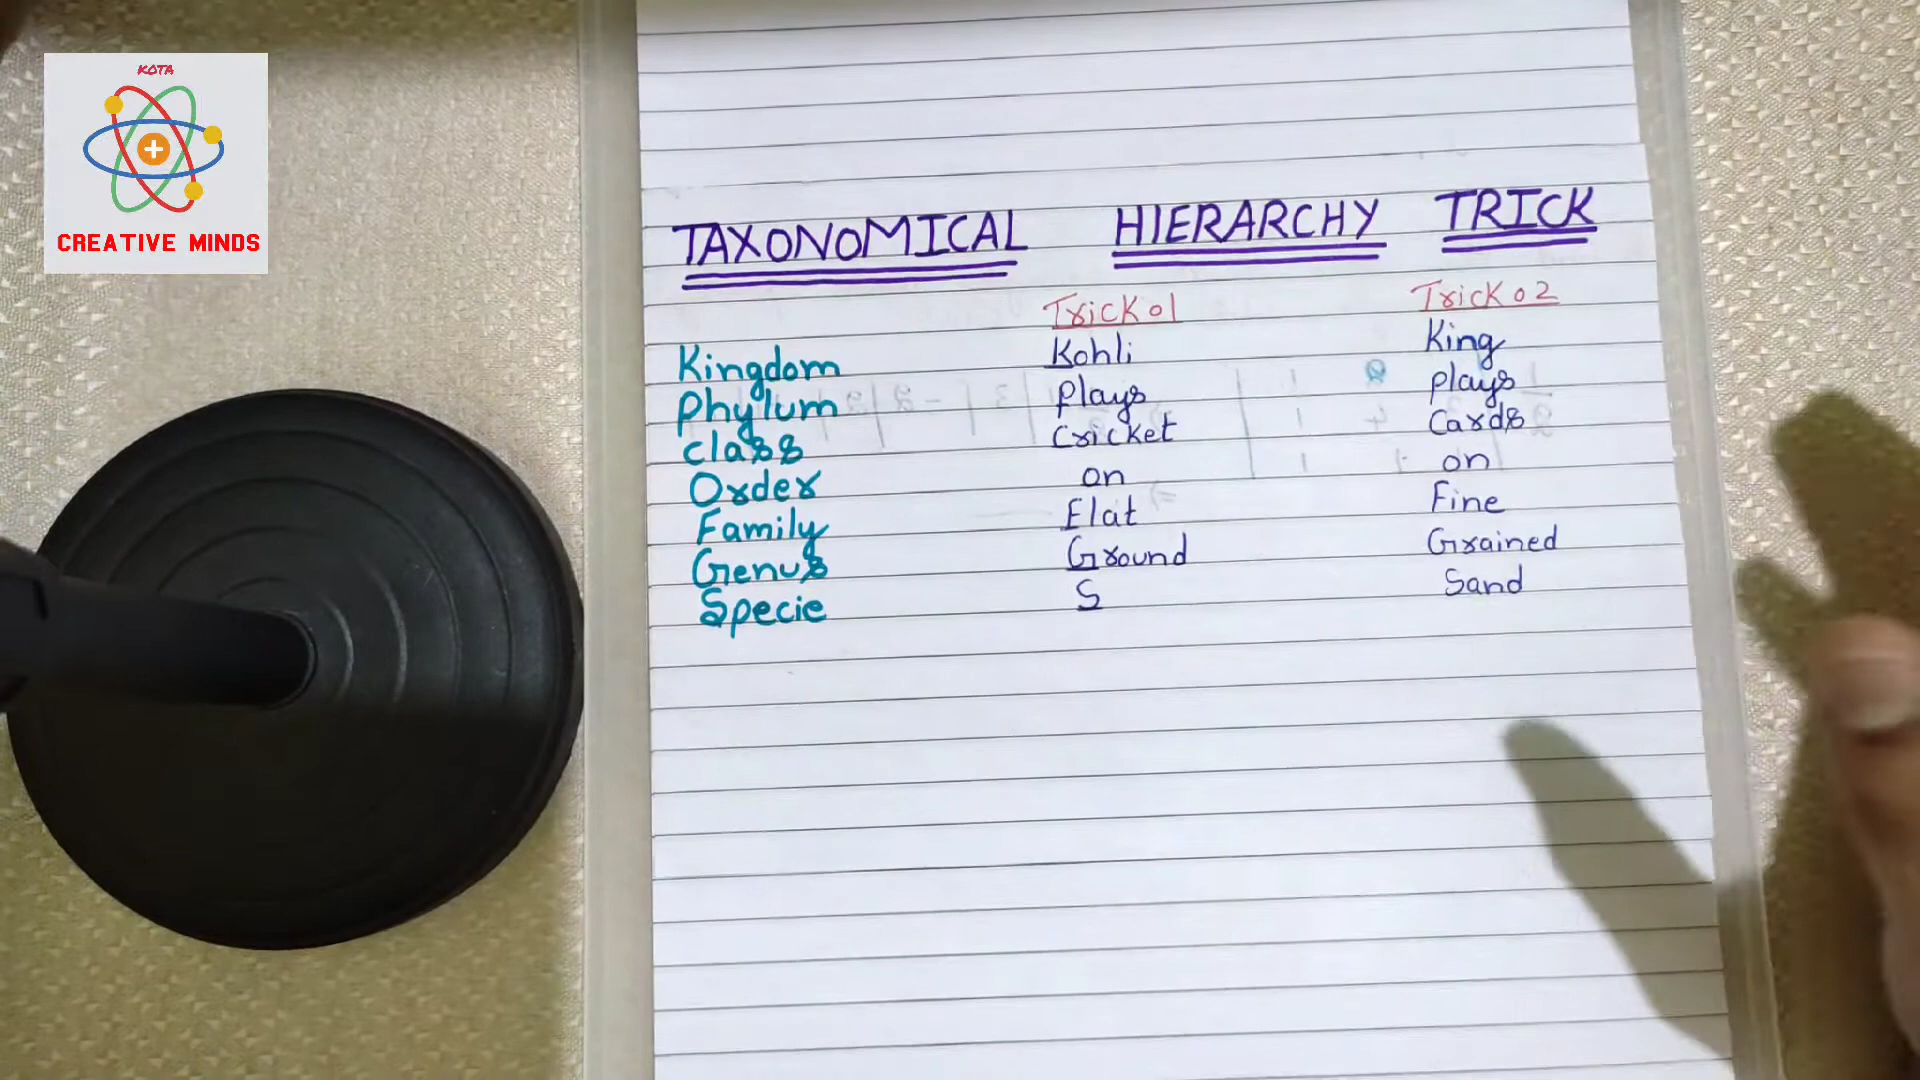 KOTA
CREATIVE MINDS
TAXONOMICAL HIERARCHY TRICK
Trick 01 Trick 02
Kingdom Kohli King
Phylum Plays Plays
Class Cricket Cards
Order on on
Family Flat Fine
Genus Ground Grained
Specie S Sand